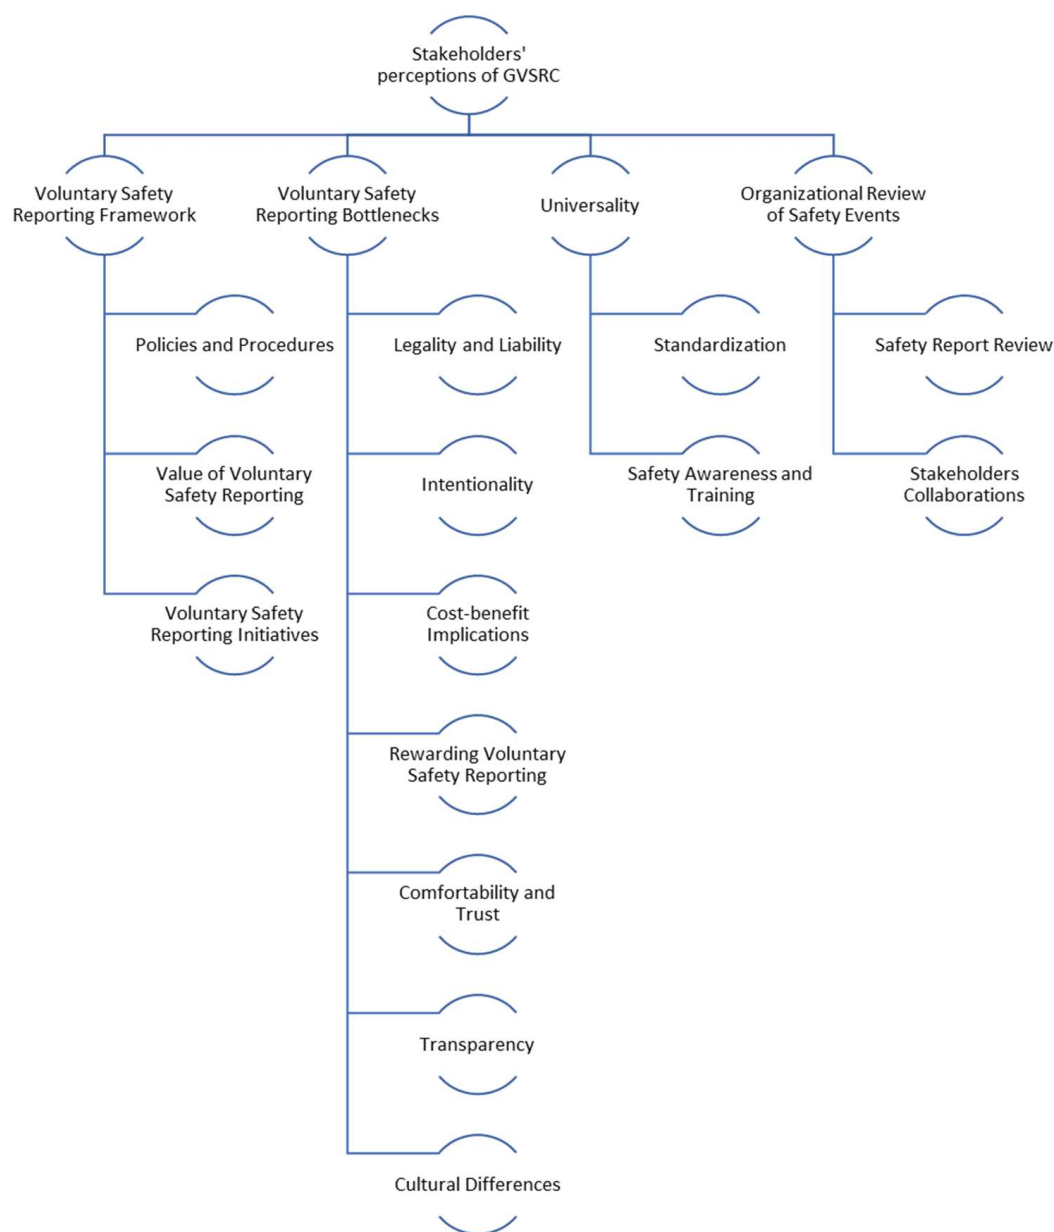 Stakeholders'
perceptions of GVSRC
Voluntary Safety
Reporting Framework
Voluntary Safety
Reporting Bottlenecks
Universality
Organizational Review
of Safety Events
Policies and Procedures
Legality and Liability
Standardization
Safety Report Review
Value of Voluntary
Safety Reporting
Intentionality
Safety Awareness and
Training
Stakeholders
Collaborations
Voluntary Safety
Reporting Initiatives
Cost-benefit
Implications
Rewarding Voluntary
Safety Reporting
Comfortability and
Trust
Transparency
Cultural Differences